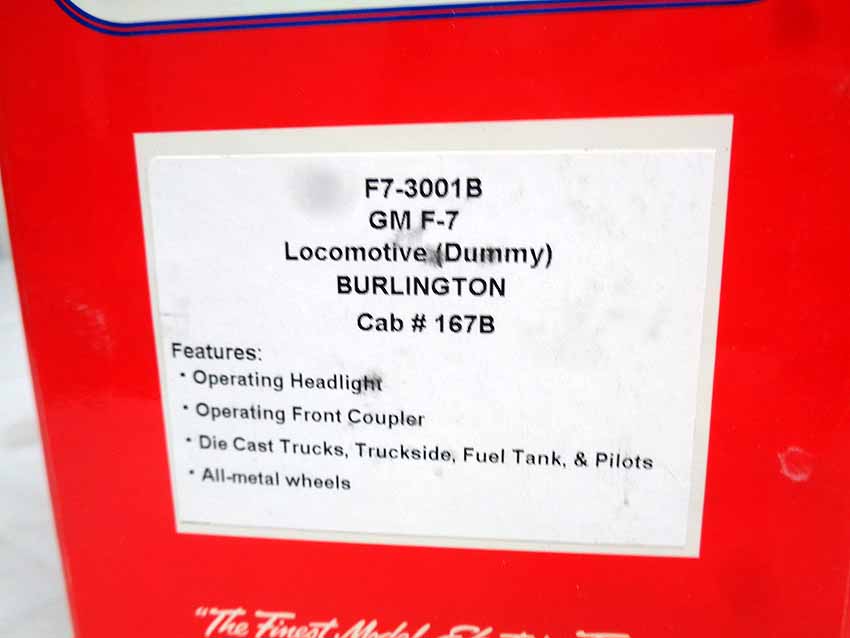 F7-3001B
GM F-7
Locomotive (Dummy)
BURLINGTON
Cab # 167B
Features:
· Operating Headlight
· Operating Front Coupler
· Die Cast Trucks, Truckside, Fuel Tank, & Pilots
· All-metal wheels
"The Finest Model